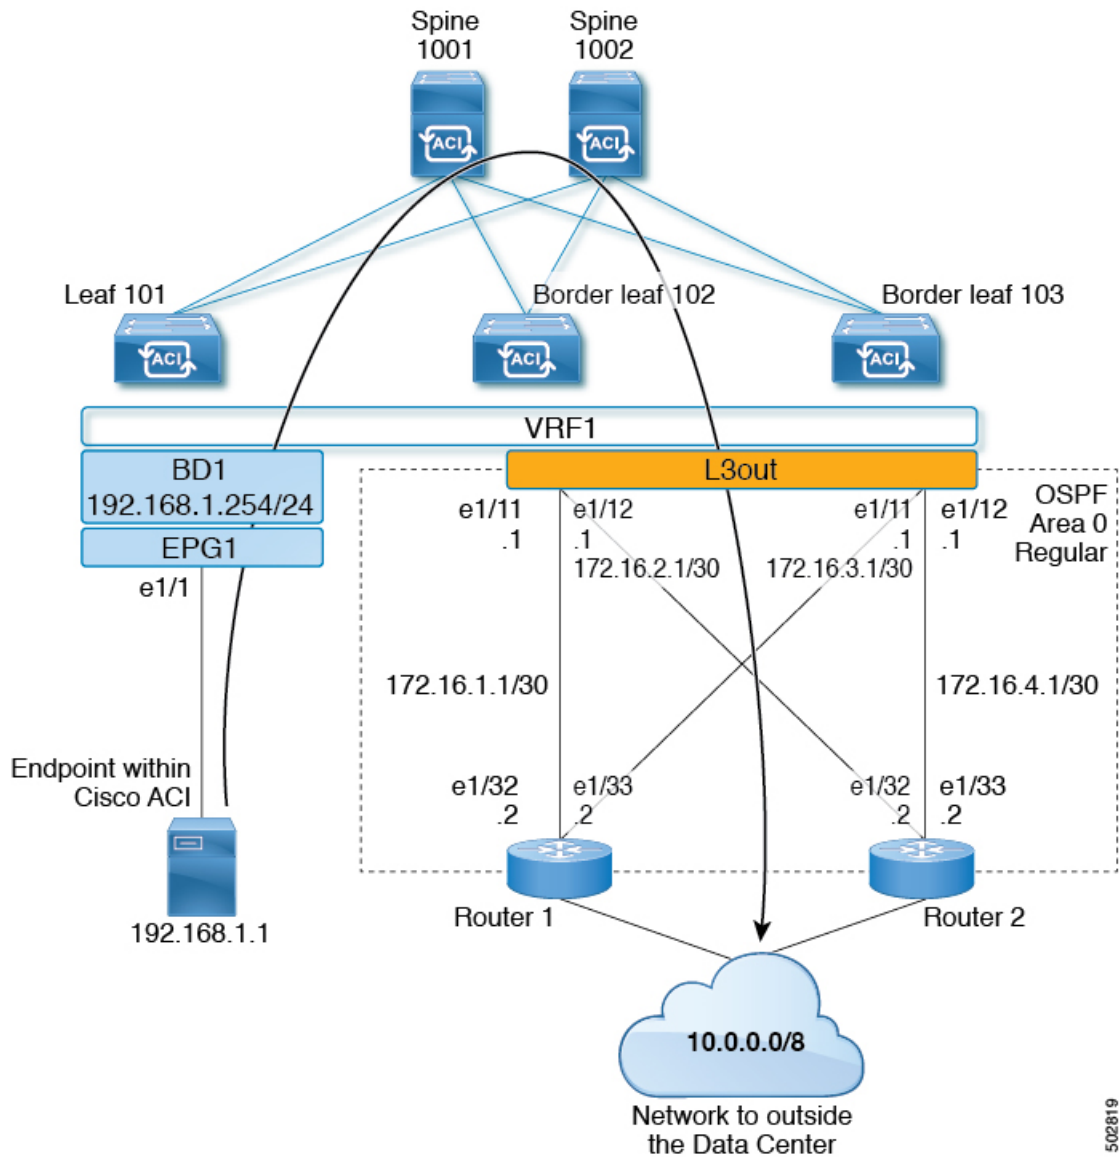 Spine
1001
Spine
1002
ACI
ACI
Leaf 101
Border leaf 102
Border leaf 103
ACI
ACI
ACI
VRF1
BD1
192.168.1.254/24
L3out
EPG1
OSPF
Area 0
Regular
e1/11
.1
e1/12
.1
e1/11
.1
e1/12
.1
e1/1
172.16.2.1/30
172.16.3.1/30
172.16.1.1/30
172.16.4.1/30
Endpoint within
Cisco ACI
e1/32
.2
e1/33
.2
e1/32
.2
e1/33
.2
192.168.1.1
Router 1
Router 2
10.0.0.0/8
Network to outside
the Data Center
502819